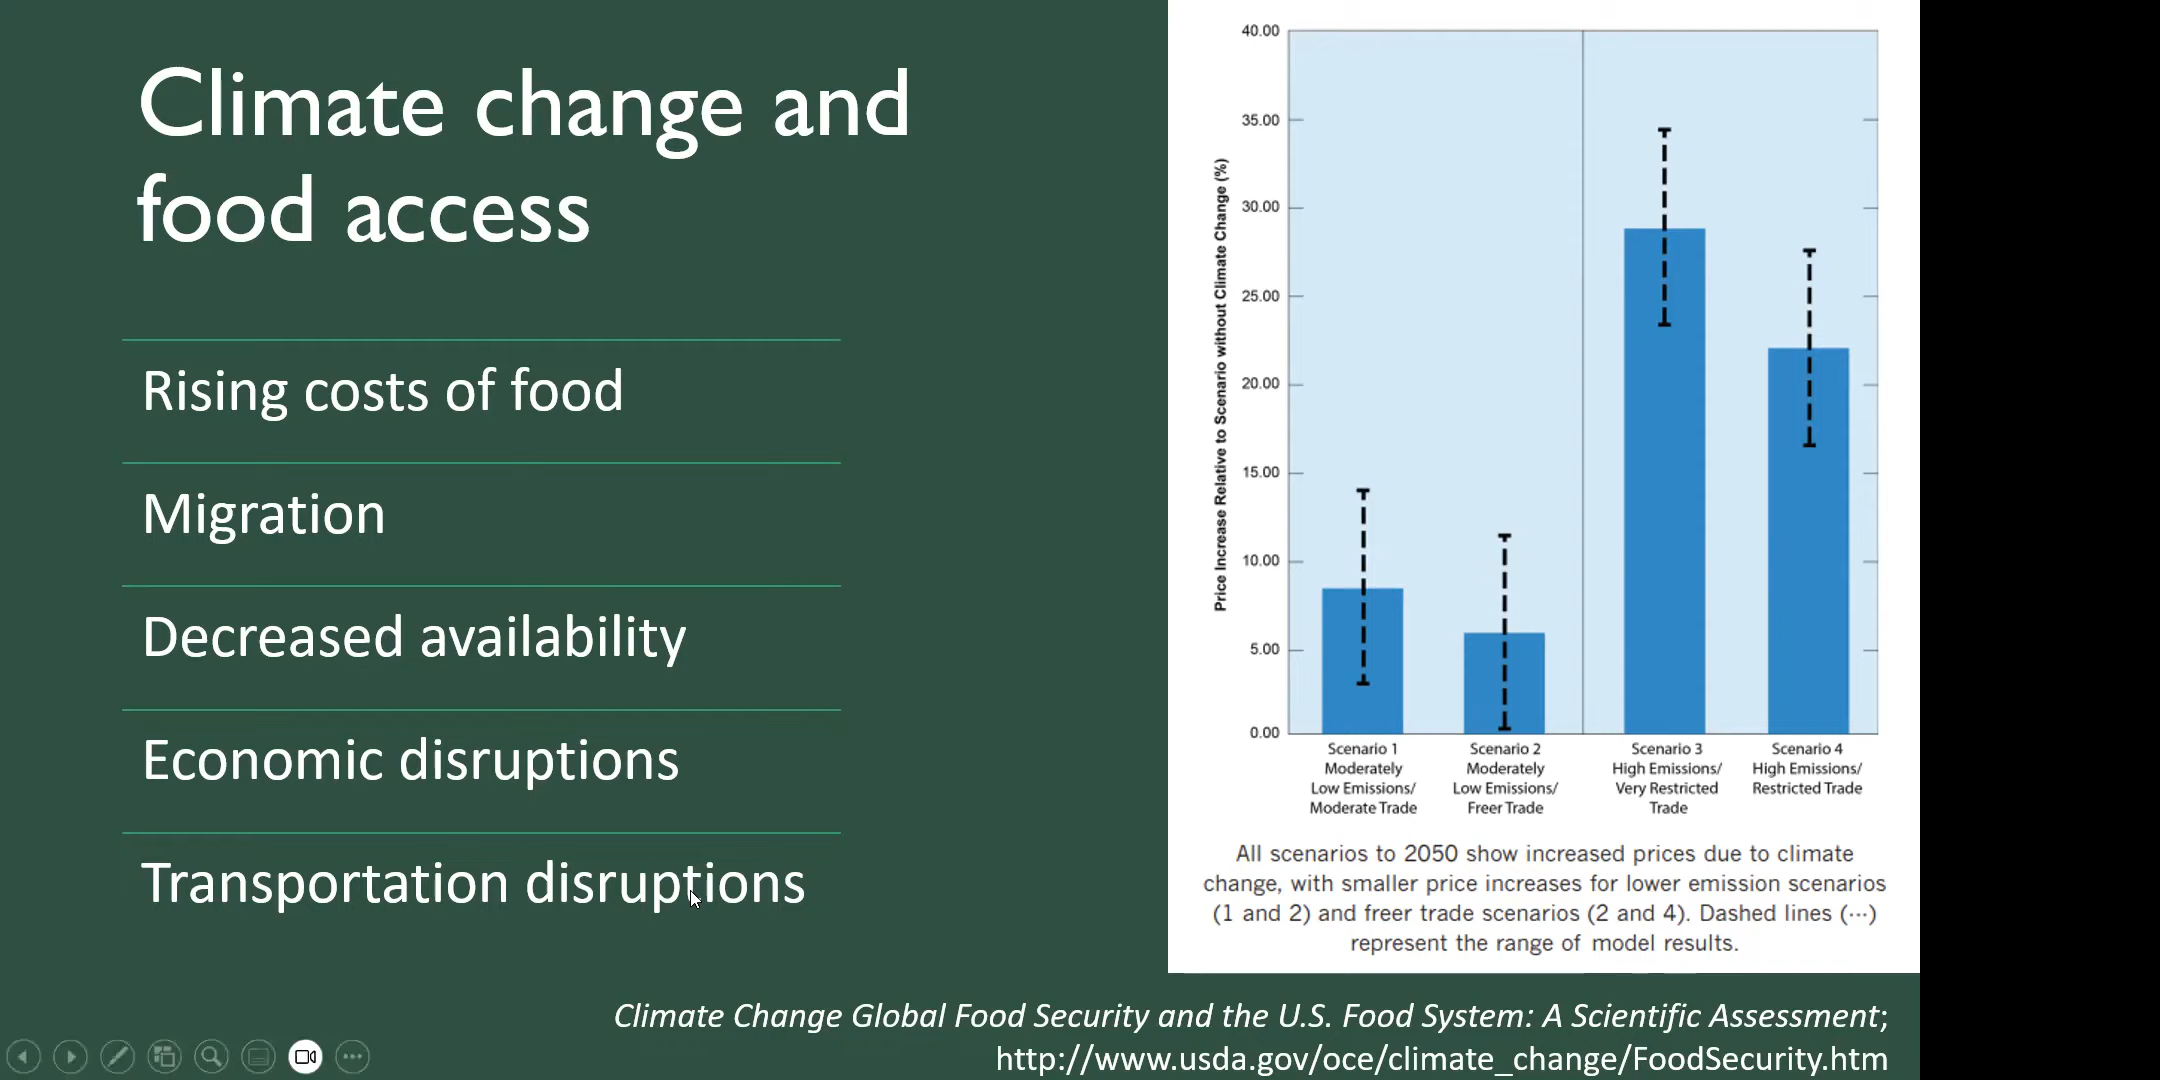 Climate change and
food access
Rising costs of food
Migration
Decreased availability
Economic disruptions
Transportation disruptions
Price Increase Relative to Scenario without Climate Change (%)
40.00
35.00
30.00
25.00
20.00
15.00
10.00
5.00
0.00
Scenario 1
Moderately
Low Emissions/
Moderate Trade
Scenario 2
Moderately
Low Emissions/
Freer Trade
Scenario 3
High Emissions/
Very Restricted
Trade
Scenario 4
High Emissions/
Restricted Trade
All scenarios to 2050 show increased prices due to climate
change, with smaller price increases for lower emission scenarios
(1 and 2) and freer trade scenarios (2 and 4). Dashed lines (···)
represent the range of model results.
Climate Change Global Food Security and the U.S. Food System: A Scientific Assessment;
http://www.usda.gov/oce/climate_change/FoodSecurity.htm